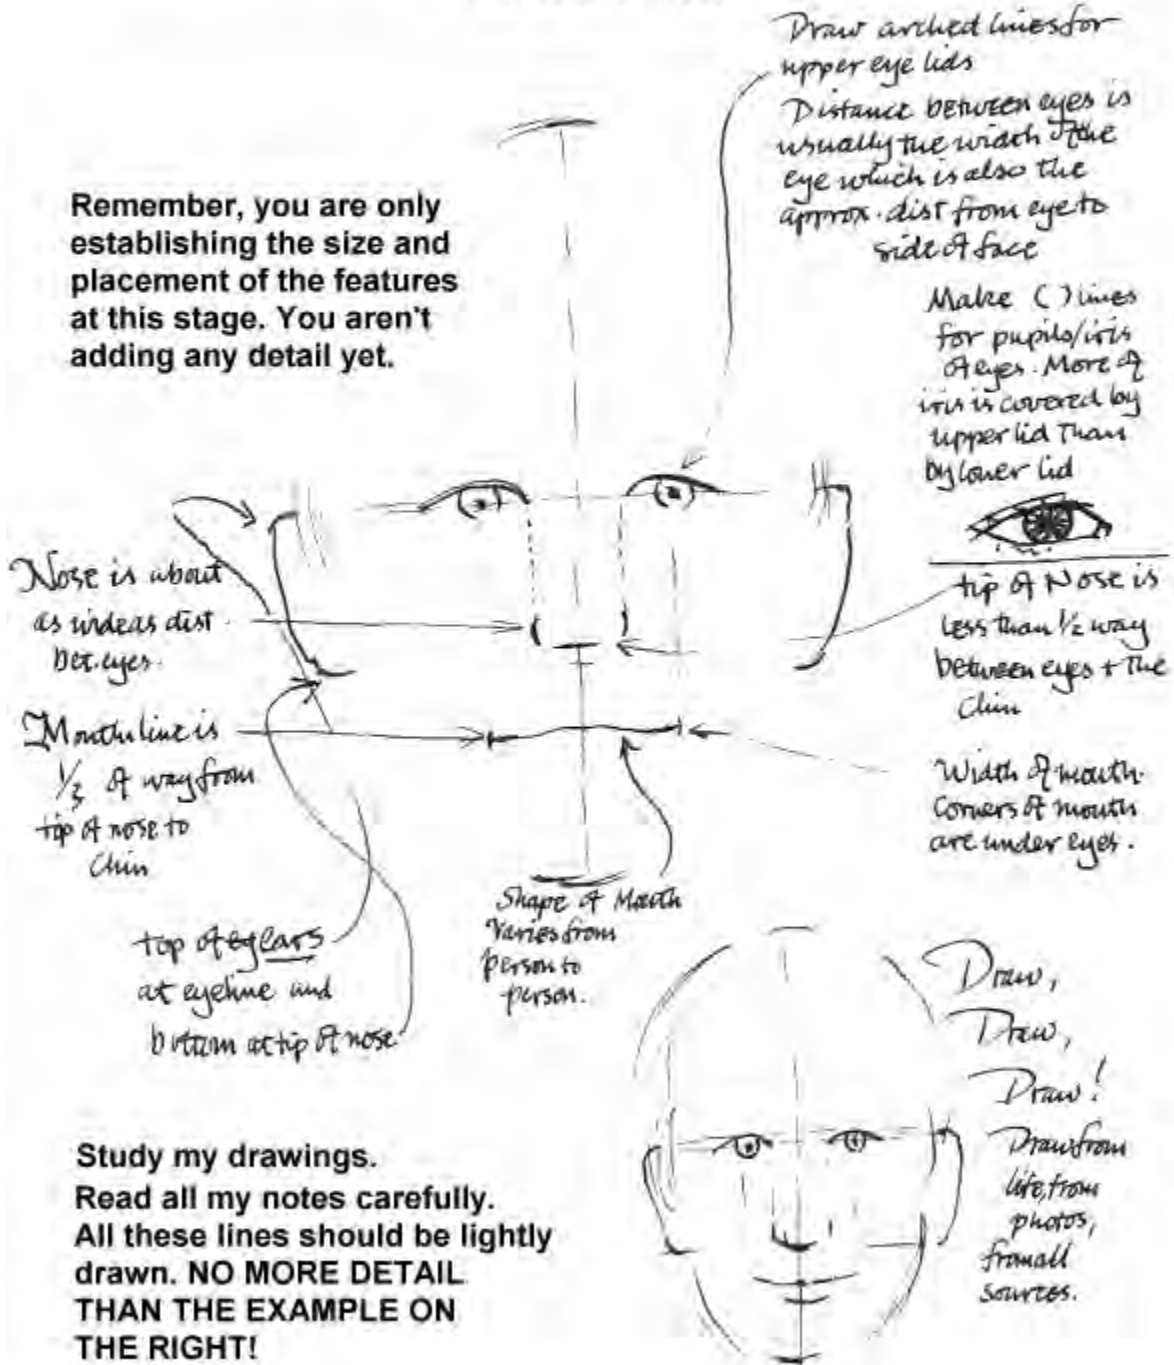 Draw arched lines for
upper eye lids
Distance between eyes is
usually the width of the
eye which is also the
approx. dist from eye to
side of face
Remember, you are only
establishing the size and
placement of the features
at this stage. You aren't
adding any detail yet.
Make ( ) lines
for pupils/iris
of eyes. More of
iris is covered by
upper lid than
by lower lid
Nose is about
as wide as dist
bet. eyes.
tip of Nose is
less than 1/2 way
between eyes + the
Chin
Mouth line is
1/3 of way from
tip of nose to
Chin
Width of mouth.
Corners of mouth
are under eyes.
Shape of Mouth
Varies from
person to
person.
top of ears
at eyeline and
bottom at tip of nose
Draw,
Draw,
Draw!
Draw from
life, from
photos,
from all
sources.
Study my drawings.
Read all my notes carefully.
All these lines should be lightly
drawn. NO MORE DETAIL
THAN THE EXAMPLE ON
THE RIGHT!